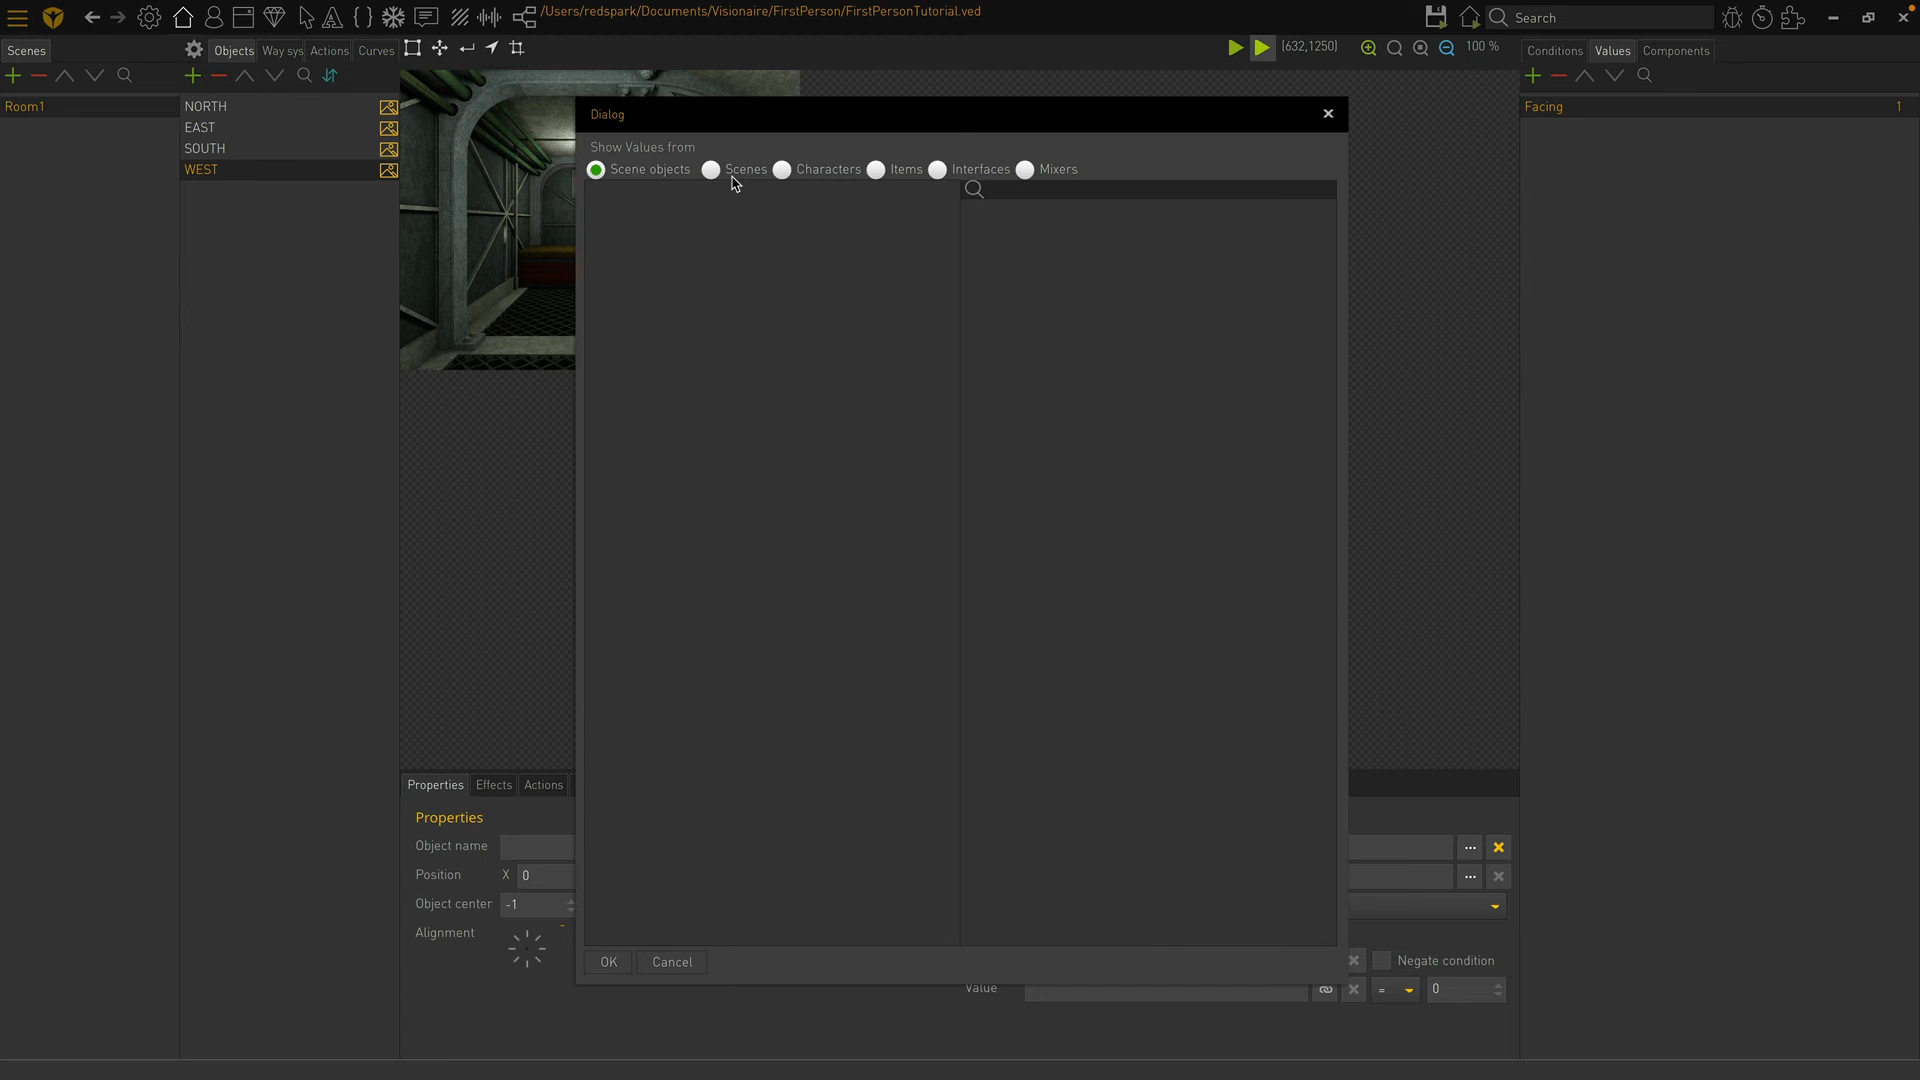 /Users/redspark/Documents/Visionaire/FirstPerson/FirstPersonTutorial.ved
Search
Scenes
Objects Way sys Actions Curves
(632,1250)
100 %
Conditions Values Components
Room1
NORTH
EAST
SOUTH
WEST
Facing 1
Dialog
Show Values from
Scene objects Scenes Characters Items Interfaces Mixers
OK Cancel
Properties Effects Actions
Properties
Object name
Position X 0
Object center -1
Alignment
Negate condition
Value = 0